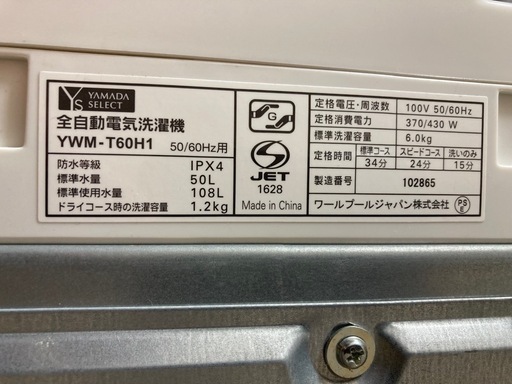 YS YAMADA SELECT
全自動電気洗濯機
YWM-T60H1 50/60Hz用
防水等級 IPX4
標準水量 50L
標準使用水量 108L
ドライコース時の洗濯容量 1.2kg
G
S
JET
1628
Made in China
定格電圧・周波数 100V 50/60Hz
定格消費電力 370/430 W
標準洗濯容量 6.0kg
定格時間 標準コース 34分 スピードコース 24分 洗いのみ 15分
製造番号 102865
ワールプールジャパン株式会社 PS E